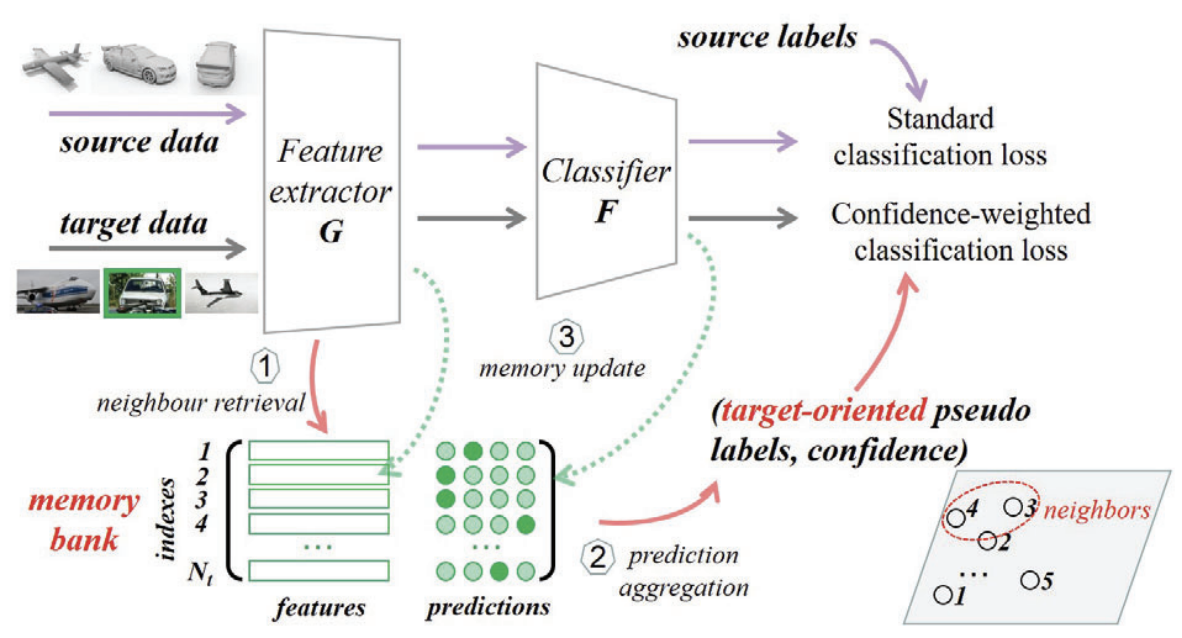 source data
target data
Feature
extractor
G
Classifier
F
source labels
Standard
classification loss
Confidence-weighted
classification loss
1
neighbour retrieval
3
memory update
(target-oriented pseudo
labels, confidence)
memory
bank
indexes
1
2
3
4
...
N_t
...
features
predictions
2
prediction
aggregation
4
3
neighbors
2
...
5
1